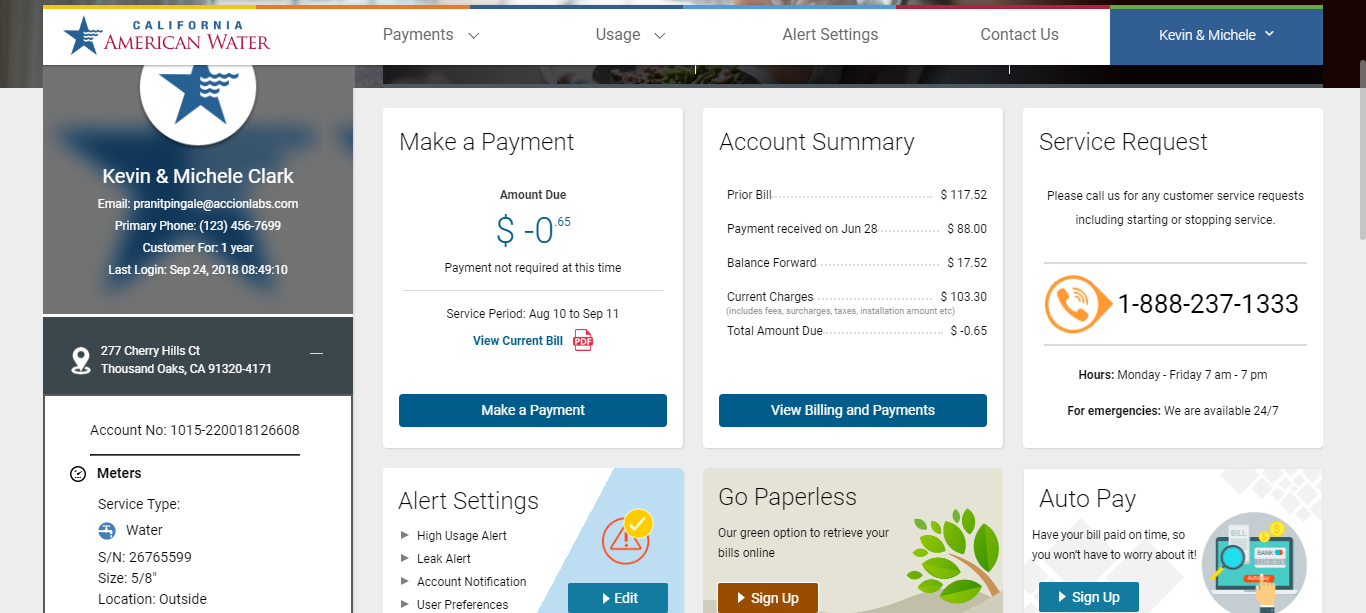 CALIFORNIA
AMERICAN WATER
Payments
Usage
Alert Settings
Contact Us
Kevin & Michele
Kevin & Michele Clark
Email: pranitpingale@accionlabs.com
Primary Phone: (123) 456-7699
Customer For: 1 year
Last Login: Sep 24, 2018 08:49:10
277 Cherry Hills Ct
Thousand Oaks, CA 91320-4171
Account No: 1015-220018126608
Meters
Service Type:
Water
S/N: 26765599
Size: 5/8"
Location: Outside
Make a Payment
Amount Due
$ -0.65
Payment not required at this time
Service Period: Aug 10 to Sep 11
View Current Bill PDF
Make a Payment
Account Summary
Prior Bill $ 117.52
Payment received on Jun 28 $ 88.00
Balance Forward $ 17.52
Current Charges $ 103.30
(includes fees, surcharges, taxes, installation amount etc)
Total Amount Due $ -0.65
View Billing and Payments
Service Request
Please call us for any customer service requests
including starting or stopping service.
1-888-237-1333
Hours: Monday - Friday 7 am - 7 pm
For emergencies: We are available 24/7
Alert Settings
High Usage Alert
Leak Alert
Account Notification
User Preferences
Edit
Go Paperless
Our green option to retrieve your
bills online
Sign Up
Auto Pay
Have your bill paid on time, so
you won't have to worry about it!
Sign Up
BILL
BANK